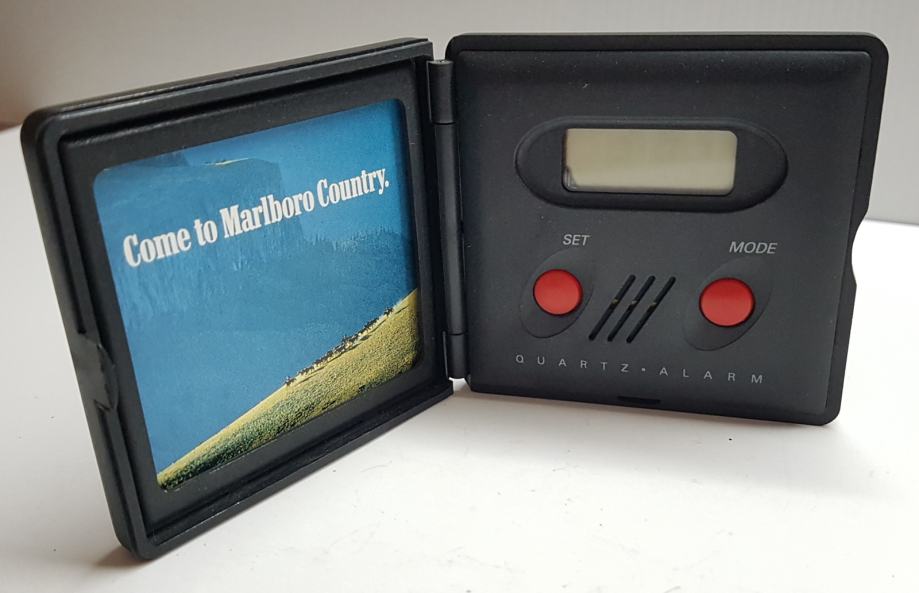 Come to Marlboro Country.
SET
MODE
QUARTZ•ALARM